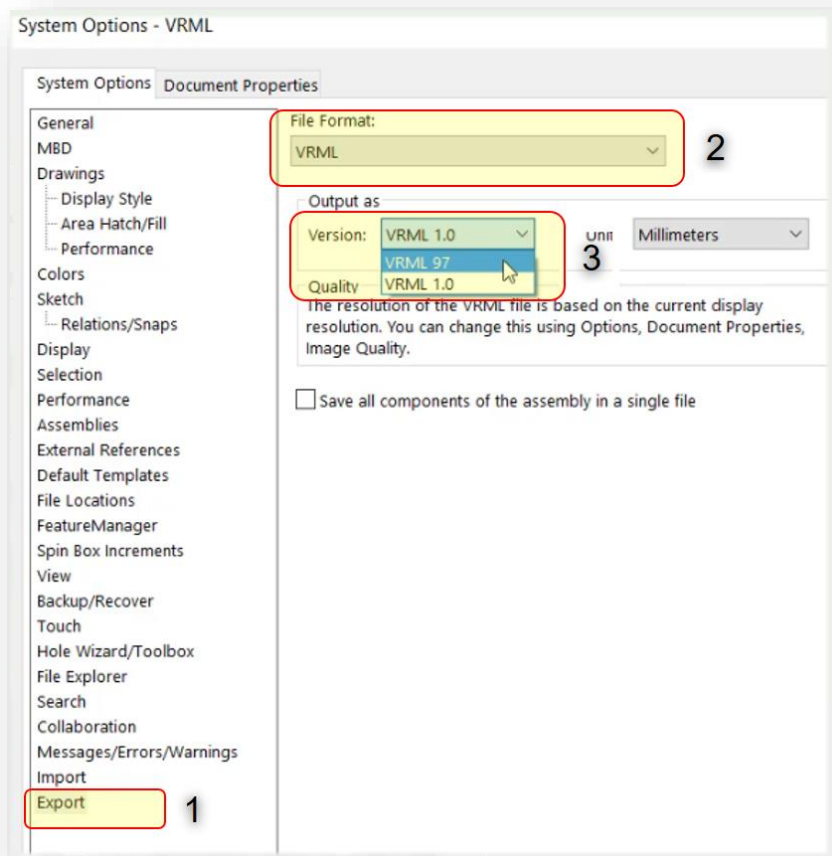 System Options - VRML
System Options
Document Properties
General
MBD
Drawings
Display Style
Area Hatch/Fill
Performance
Colors
Sketch
Relations/Snaps
Display
Selection
Performance
Assemblies
External References
Default Templates
File Locations
FeatureManager
Spin Box Increments
View
Backup/Recover
Touch
Hole Wizard/Toolbox
File Explorer
Search
Collaboration
Messages/Errors/Warnings
Import
Export
1
File Format:
VRML
2
Output as
Version: VRML 1.0
VRML 97
VRML 1.0
3
Unit Millimeters
Quality
The resolution of the VRML file is based on the current display
resolution. You can change this using Options, Document Properties,
Image Quality.
Save all components of the assembly in a single file